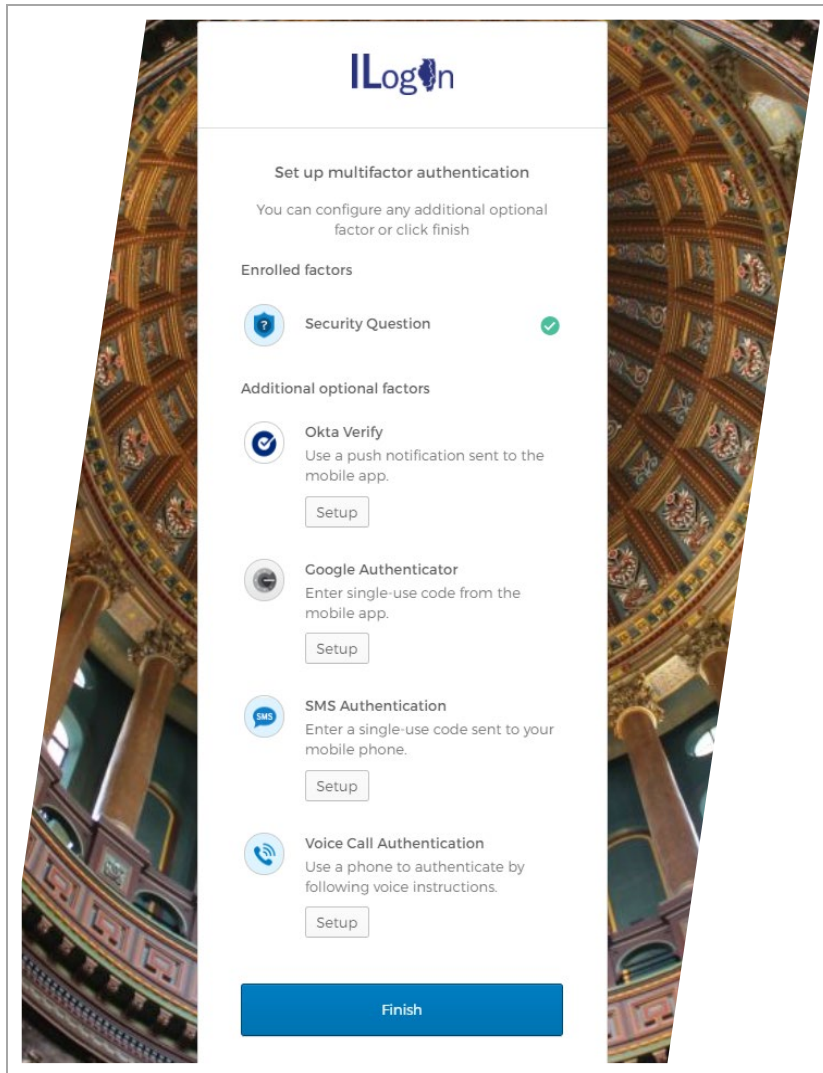 ILogIn
Set up multifactor authentication
You can configure any additional optional
factor or click finish
Enrolled factors
?
Security Question
Additional optional factors
Okta Verify
Use a push notification sent to the
mobile app.
Setup
Google Authenticator
Enter single-use code from the
mobile app.
Setup
SMS
SMS Authentication
Enter a single-use code sent to your
mobile phone.
Setup
Voice Call Authentication
Use a phone to authenticate by
following voice instructions.
Setup
Finish